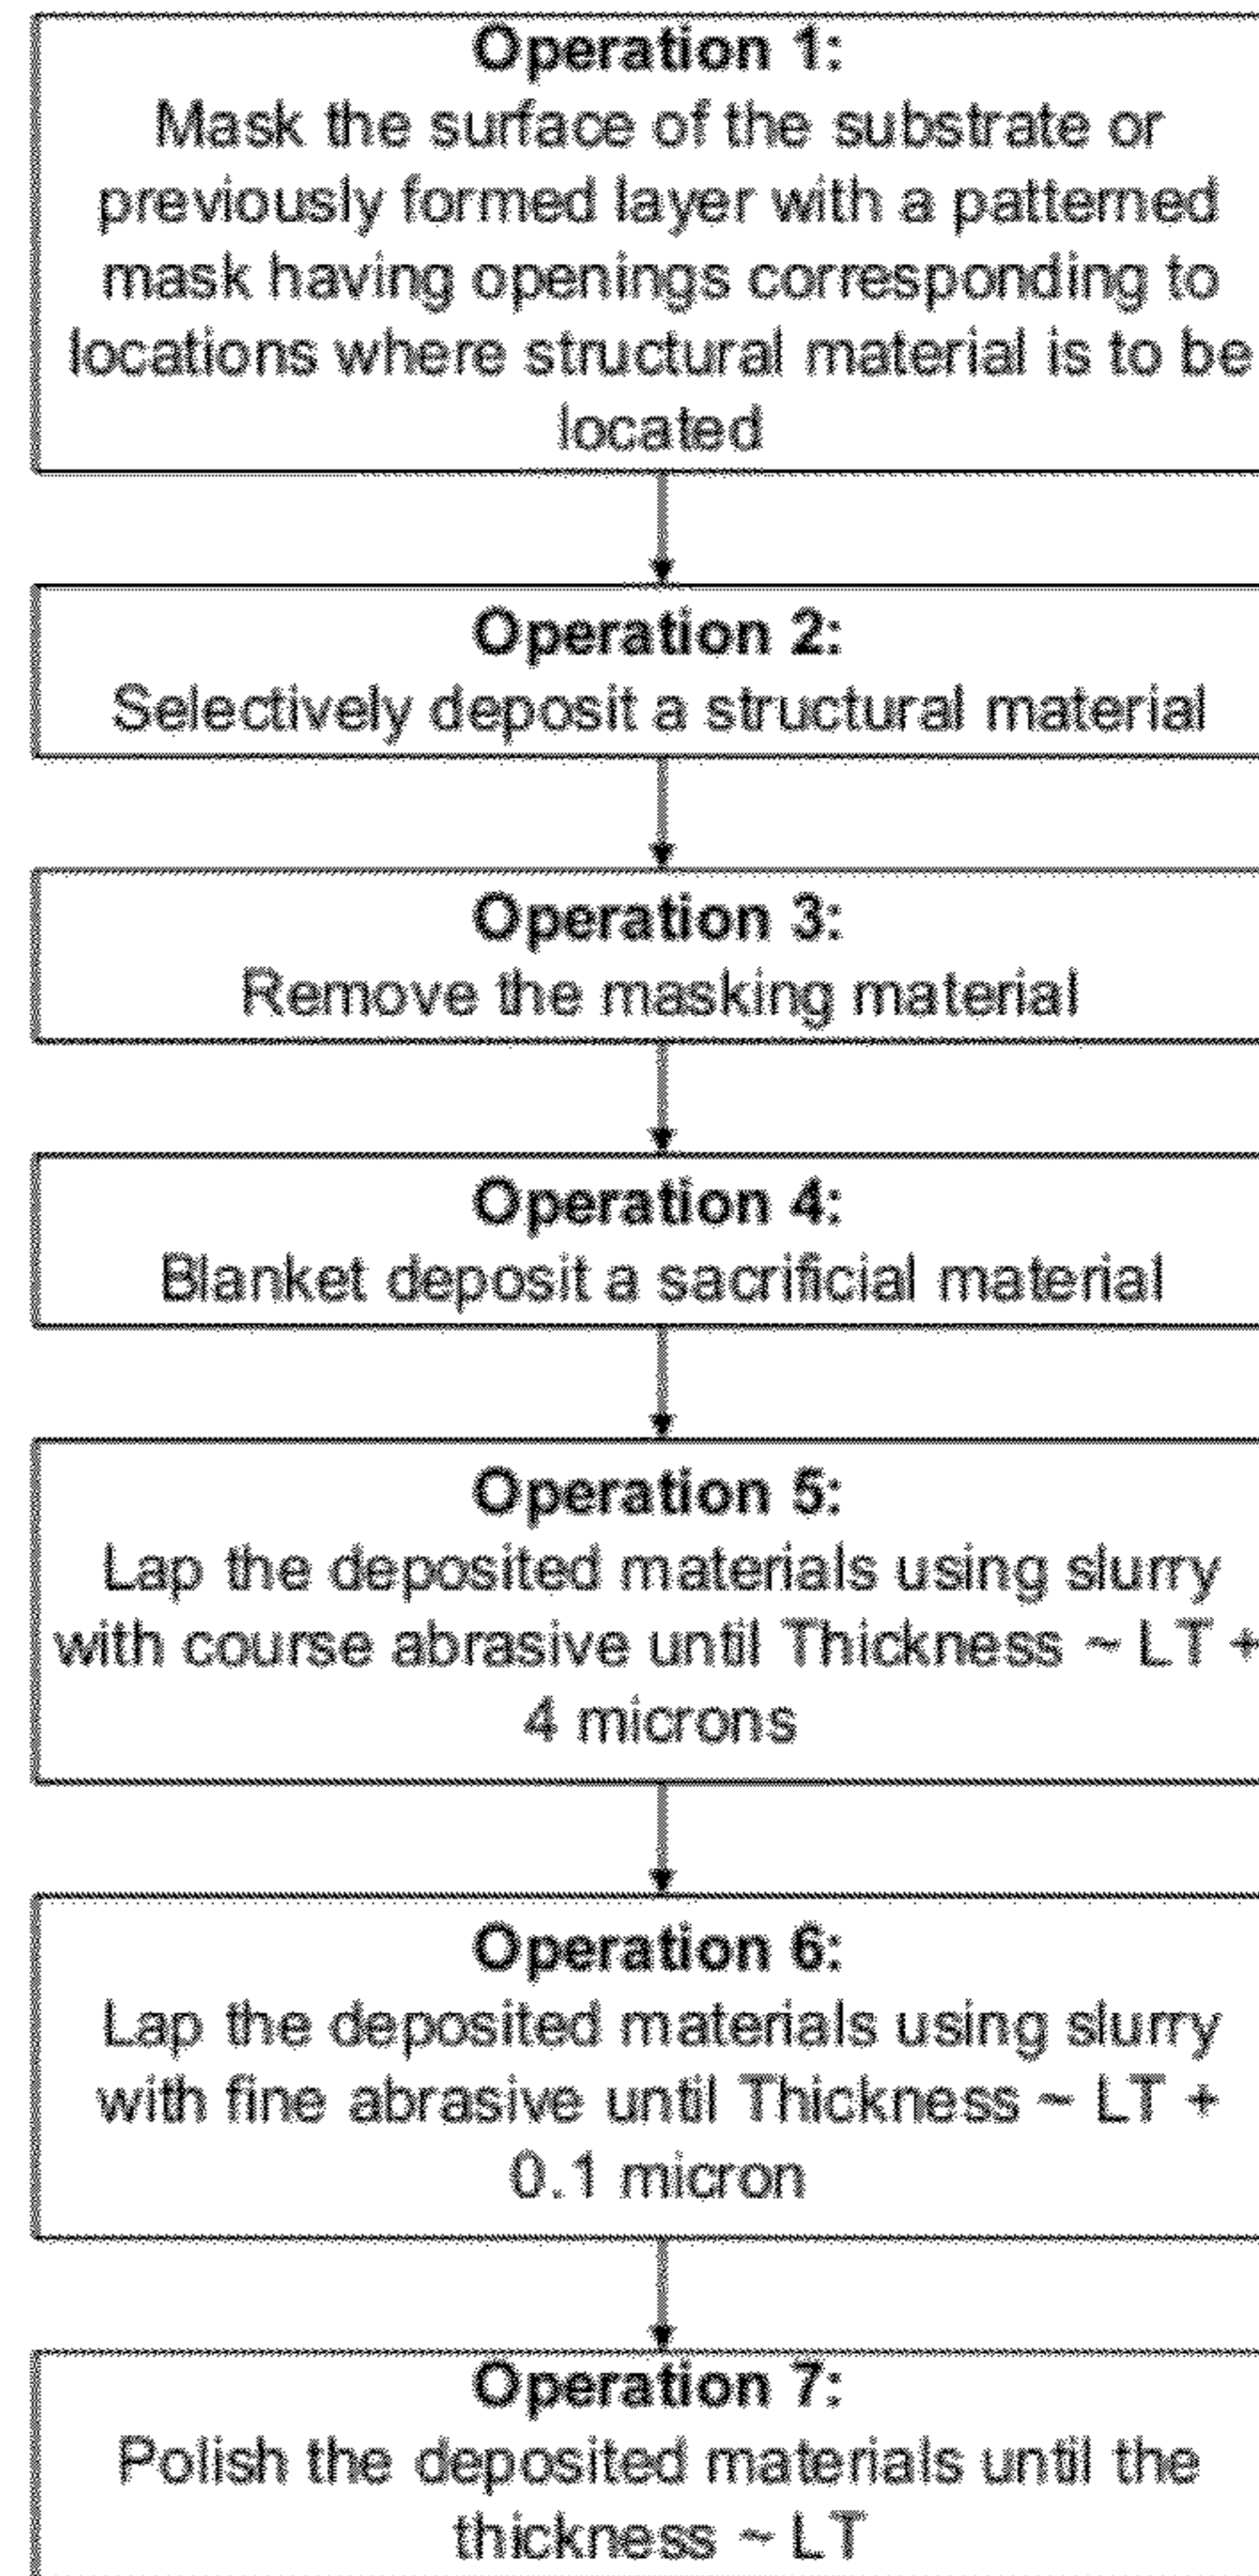 Operation 1:
Mask the surface of the substrate or
previously formed layer with a patterned
mask having openings corresponding to
locations where structural material is to be
located
Operation 2:
Selectively deposit a structural material
Operation 3:
Remove the masking material
Operation 4:
Blanket deposit a sacrificial material
Operation 5:
Lap the deposited materials using slurry
with course abrasive until Thickness ~ LT +
4 microns
Operation 6:
Lap the deposited materials using slurry
with fine abrasive until Thickness ~ LT +
0.1 micron
Operation 7:
Polish the deposited materials until the
thickness ~ LT